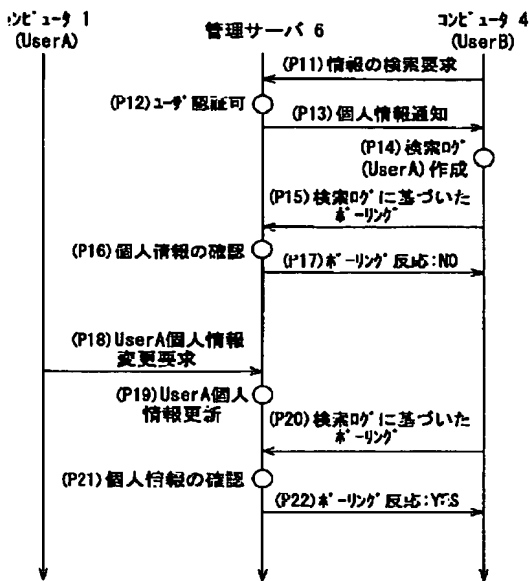 コンピュータ 1
(UserA)
管理サーバ 6
コンピュータ 4
(UserB)
(P11)情報の検索要求
(P12)ユーザ認証可
(P13)個人情報通知
(P14)検索ログ
(UserA)作成
(P15)検索ログに基づいた
ポーリング
(P16)個人情報の確認
(P17)ポーリング反応:NO
(P18)UserA個人情報
変更要求
(P19)UserA個人
情報更新
(P20)検索ログに基づいた
ポーリング
(P21)個人情報の確認
(P22)ポーリング反応:YES